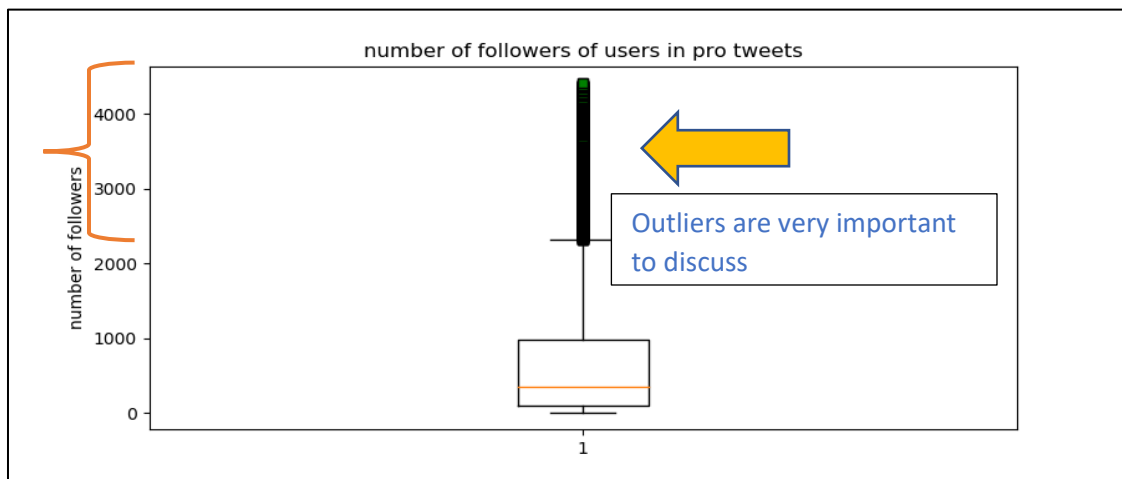 number of followers of users in pro tweets
number of followers
4000
3000
2000
1000
0
1
Outliers are very important
to discuss